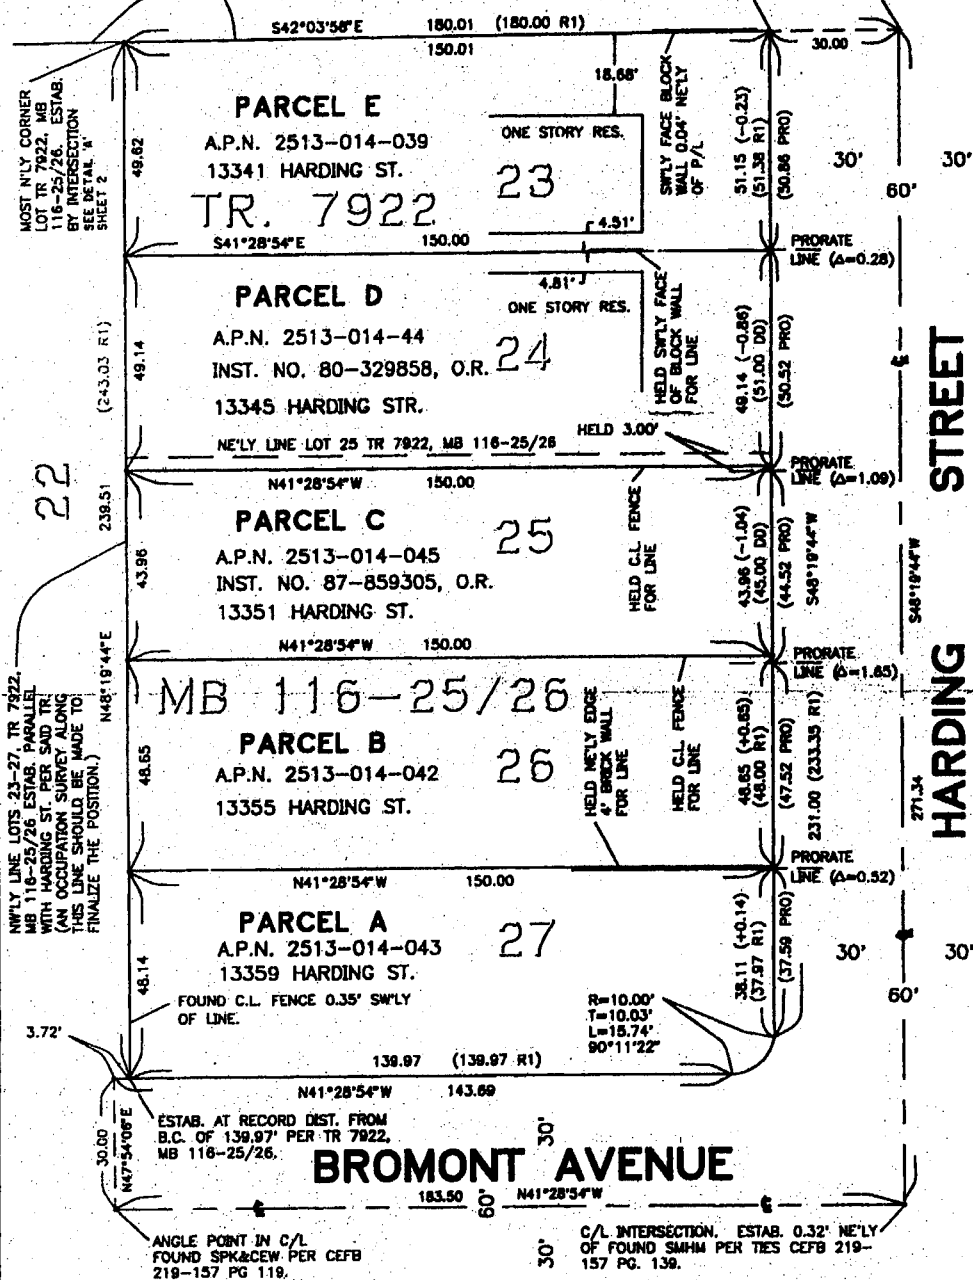 S42°03'58"E 180.01 (180.00 R1)
150.01
30.00
MOST N'LY CORNER
LOT TR 7922, MB
116-25/26. ESTAB.
BY INTERSECTION
SEE DETAIL 'A'
SHEET 2
49.62
PARCEL E
A.P.N. 2513-014-039
13341 HARDING ST.
TR. 7922
18.68'
ONE STORY RES.
23
4.51'
SW'LY FACE BLOCK
WALL 0.04' NE'LY
OF P/L
51.15 (-0.23)
(51.38 R1)
(50.86 PRO)
30'
30'
60'
S41°28'54"E 150.00
PRORATE
LINE (Δ=0.28)
(243.03 R1)
49.14
PARCEL D
A.P.N. 2513-014-44
INST. NO. 80-329858, O.R.
13345 HARDING STR.
4.81'
ONE STORY RES.
24
HELD SW'LY FACE
OF BLOCK WALL
FOR LINE
49.14 (-0.86)
(51.00 DD)
(50.52 PRO)
NE'LY LINE LOT 25 TR 7922, MB 116-25/26
HELD 3.00'
N41°28'54"W 150.00
PRORATE
LINE (Δ=1.09)
22
239.51
43.96
PARCEL C
A.P.N. 2513-014-045
INST. NO. 87-859305, O.R.
13351 HARDING ST.
25
HELD C.L. FENCE
FOR LINE
43.96 (-1.04)
(45.00 DD)
(44.52 PRO)
S48°19'44"W
S48°19'44"W
HARDING STREET
N41°28'54"W 150.00
PRORATE
LINE (Δ=1.65)
NW'LY LINE LOTS 23-27, TR 7922,
MB 116-25/26 ESTAB. PARALLEL
WITH HARDING ST. PER SAID TR.
(AN OCCUPATION SURVEY ALONG
THIS LINE SHOULD BE MADE TO
FINALIZE THE POSITION.)
N48°19'44"E
48.65
MB 116-25/26
PARCEL B
A.P.N. 2513-014-042
13355 HARDING ST.
26
HELD NE'LY EDGE
4' BRICK WALL
FOR LINE
HELD C.L. FENCE
FOR LINE
48.65 (+0.65)
(48.00 R1)
(47.52 PRO)
231.00 (233.35 R1)
271.34
N41°28'54"W 150.00
PRORATE
LINE (Δ=0.52)
48.14
PARCEL A
A.P.N. 2513-014-043
13359 HARDING ST.
27
38.11 (+0.14)
(37.97 R1)
(37.59 PRO)
30'
30'
60'
FOUND C.L. FENCE 0.35' SW'LY
OF LINE.
R=10.00'
T=10.03'
L=15.74'
90°11'22"
3.72'
139.97 (139.97 R1)
N41°28'54"W 143.69
30.00
N47°54'06"E
ESTAB. AT RECORD DIST. FROM
B.C. OF 139.97' PER TR 7922,
MB 116-25/26.
30'
BROMONT AVENUE
183.50 60' N41°28'54"W
30'
ANGLE POINT IN C/L
FOUND SPK&CEW PER CEFB
219-157 PG 119.
C/L INTERSECTION. ESTAB. 0.32' NE'LY
OF FOUND SMHM PER TIES CEFB 219-
157 PG. 139.